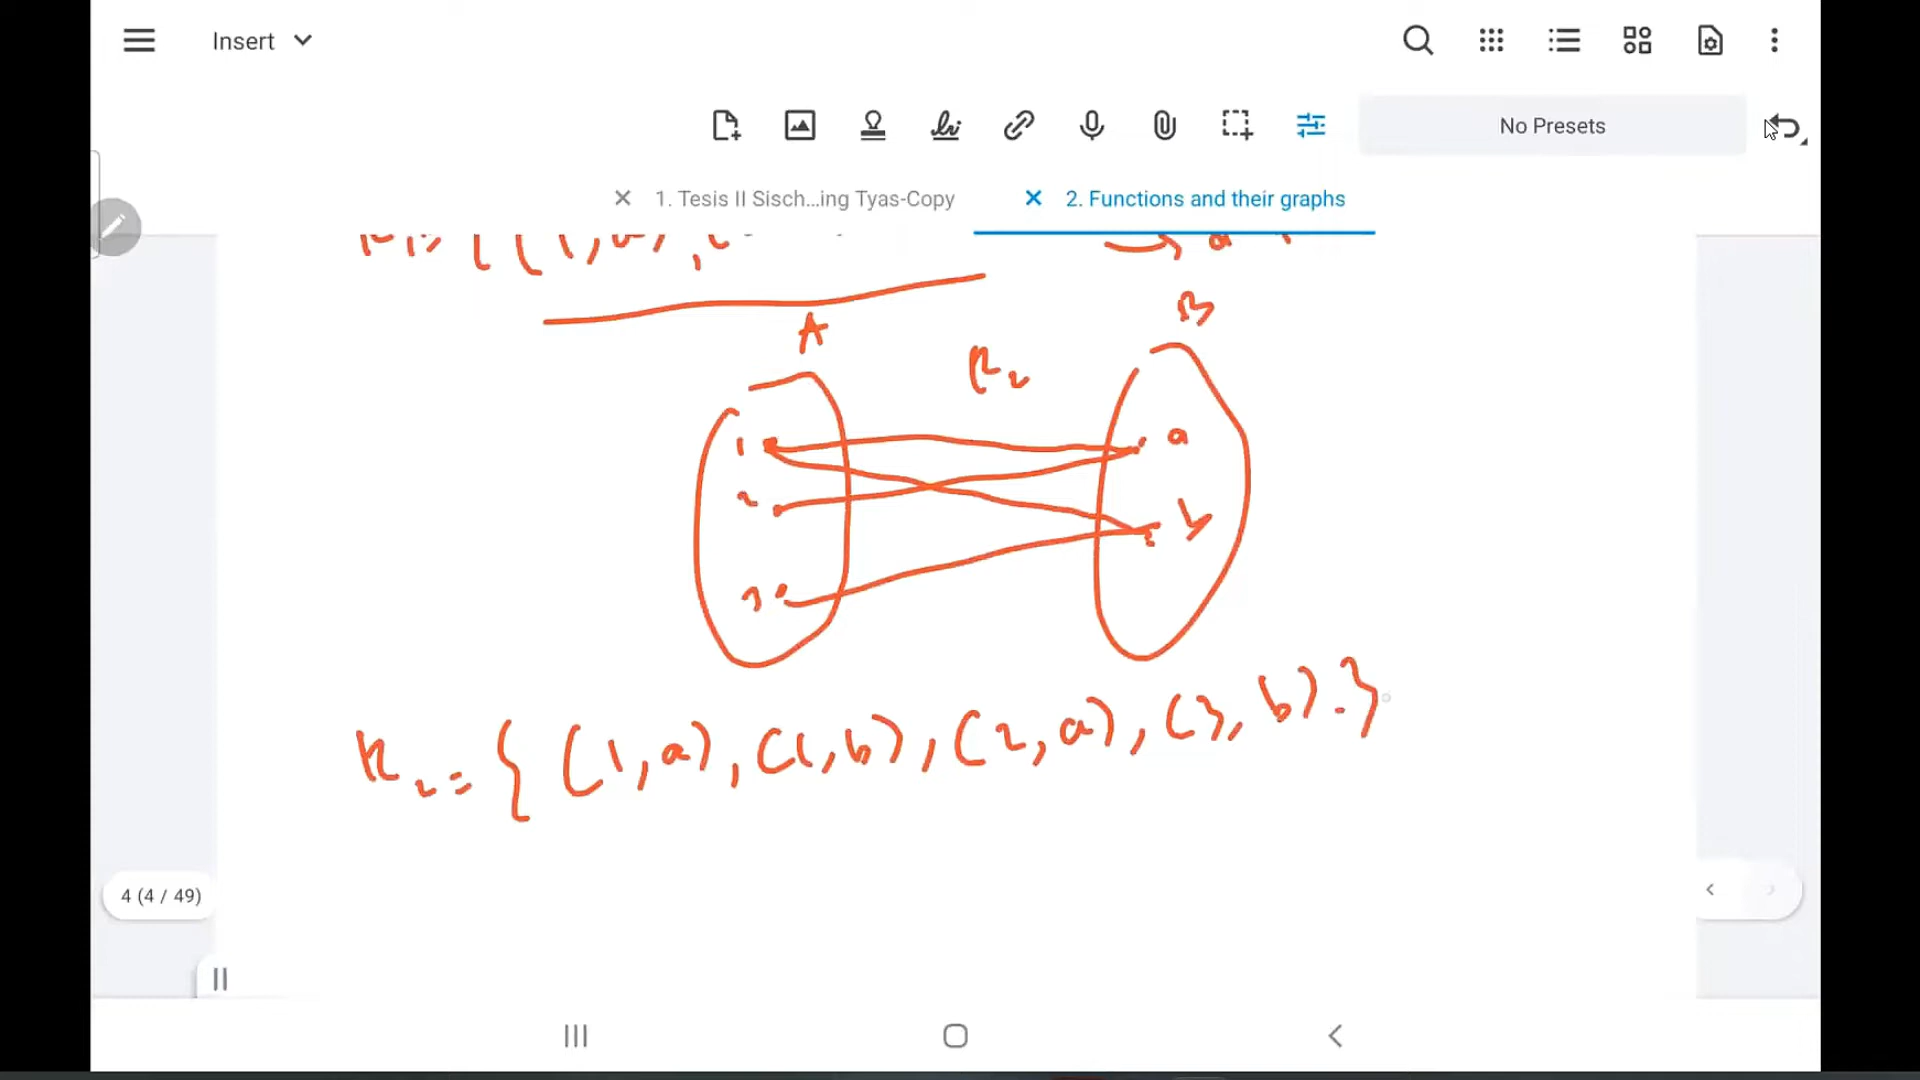 Insert
No Presets
1. Tesis II Sisch...ing Tyas-Copy
2. Functions and their graphs
A
B
R₂
1
a
2
b
3
R₂ = { (1, a), (1, b), (2, a), (3, b). }
4 (4 / 49)